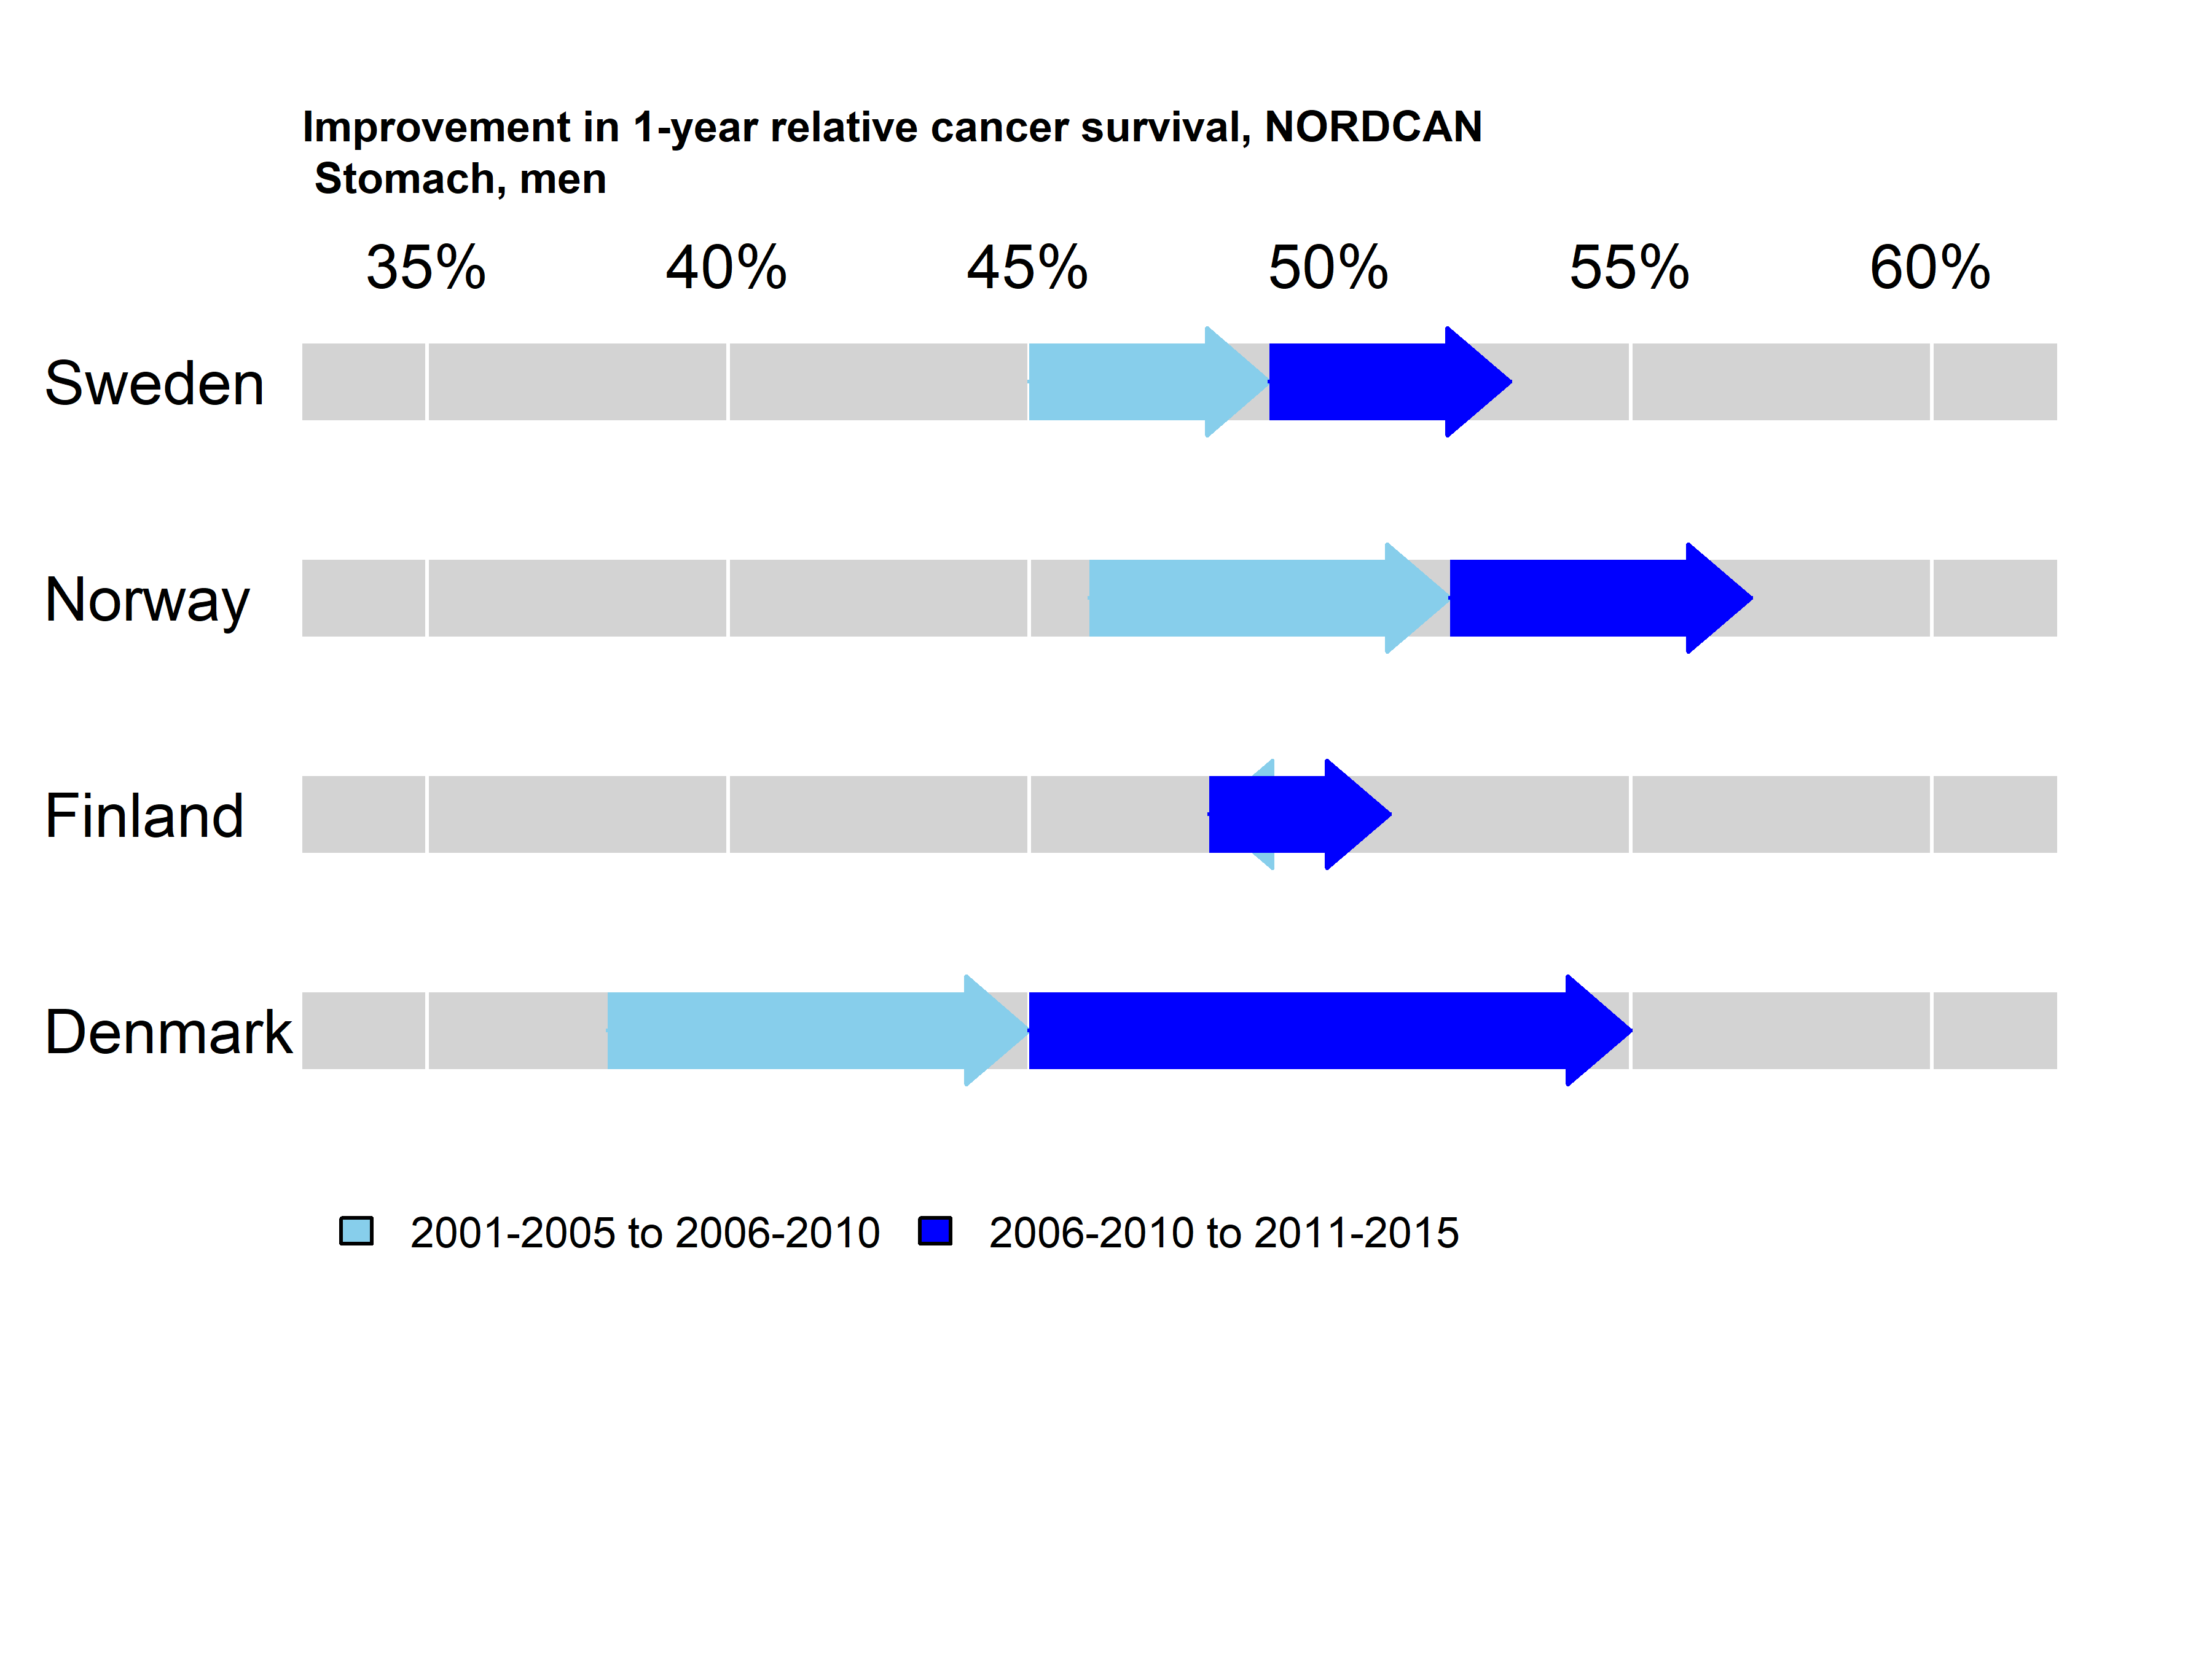 Improvement in 1-year relative cancer survival, NORDCAN
Stomach, men
35% 40% 45% 50% 55% 60%
Sweden
Norway
Finland
Denmark
2001-2005 to 2006-2010 2006-2010 to 2011-2015